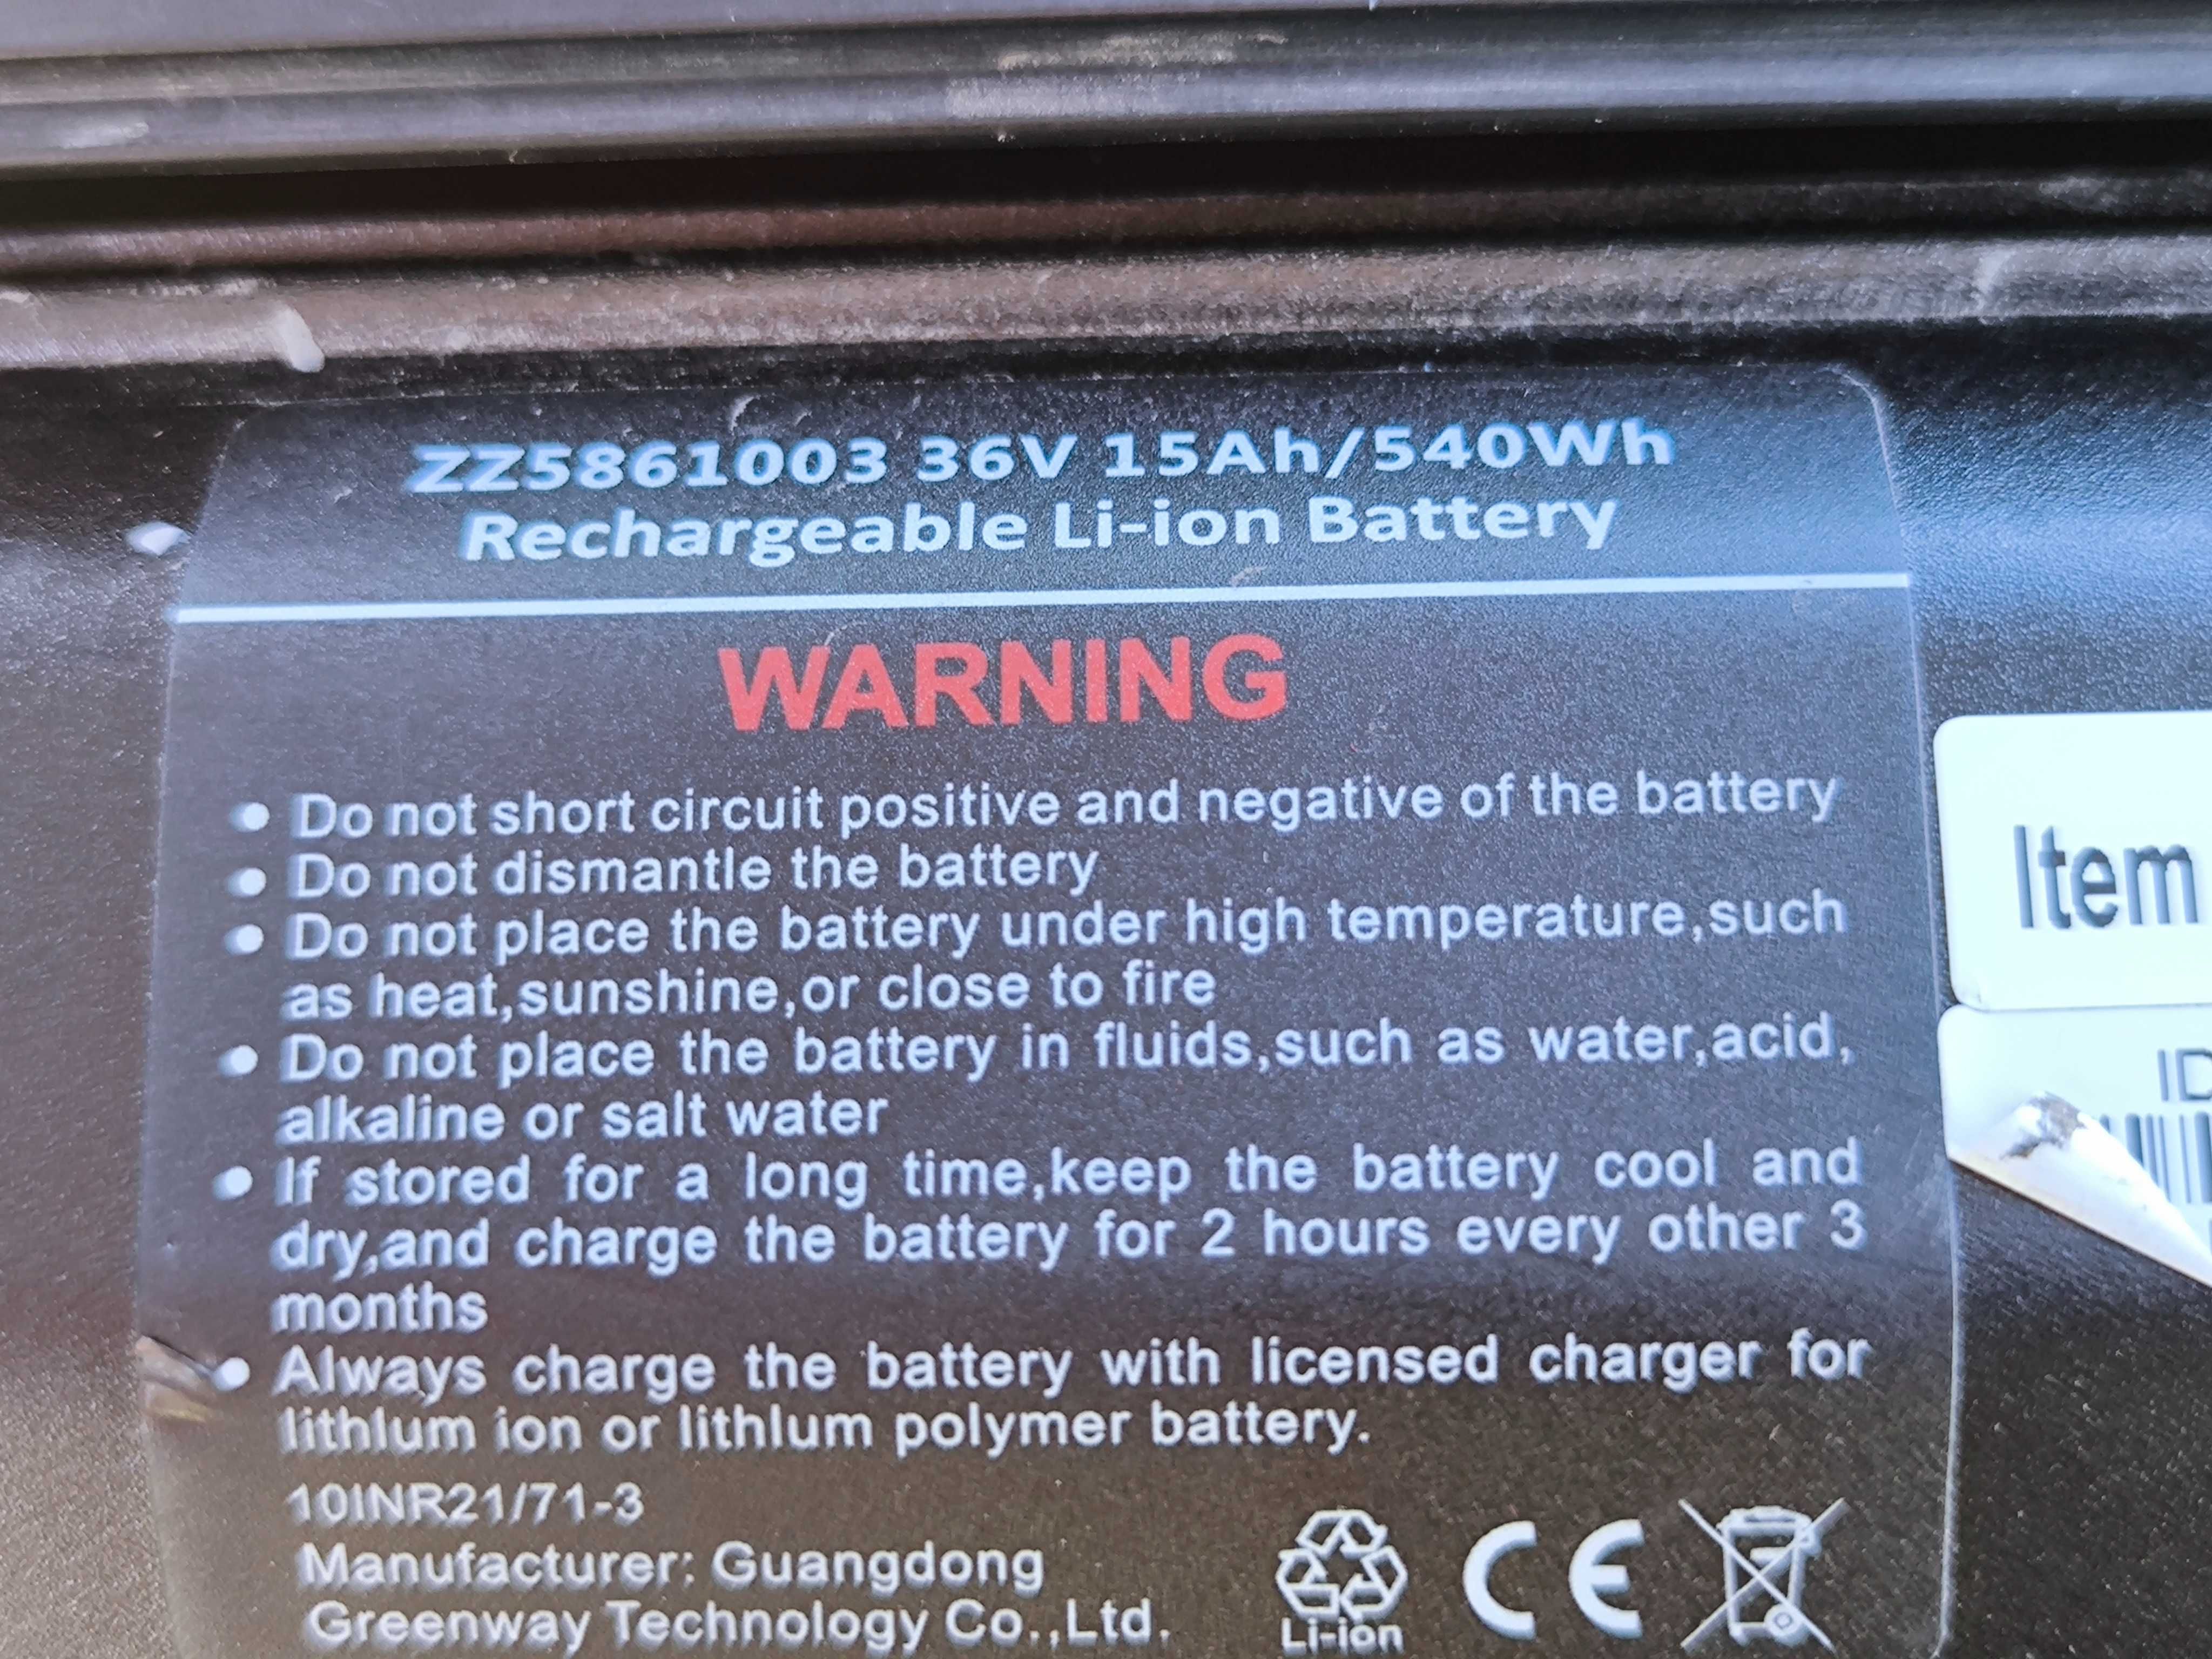 ZZ5861003 36V 15Ah/540Wh
Rechargeable Li-ion Battery
WARNING
• Do not short circuit positive and negative of the battery
• Do not dismantle the battery
• Do not place the battery under high temperature,such
as heat,sunshine,or close to fire
• Do not place the battery in fluids,such as water,acid,
alkaline or salt water
• If stored for a long time,keep the battery cool and
dry,and charge the battery for 2 hours every other 3
months
• Always charge the battery with licensed charger for
lithlum ion or lithlum polymer battery.
10INR21/71-3
Manufacturer: Guangdong
Greenway Technology Co.,Ltd.
Li-ion
CE
Item
ID